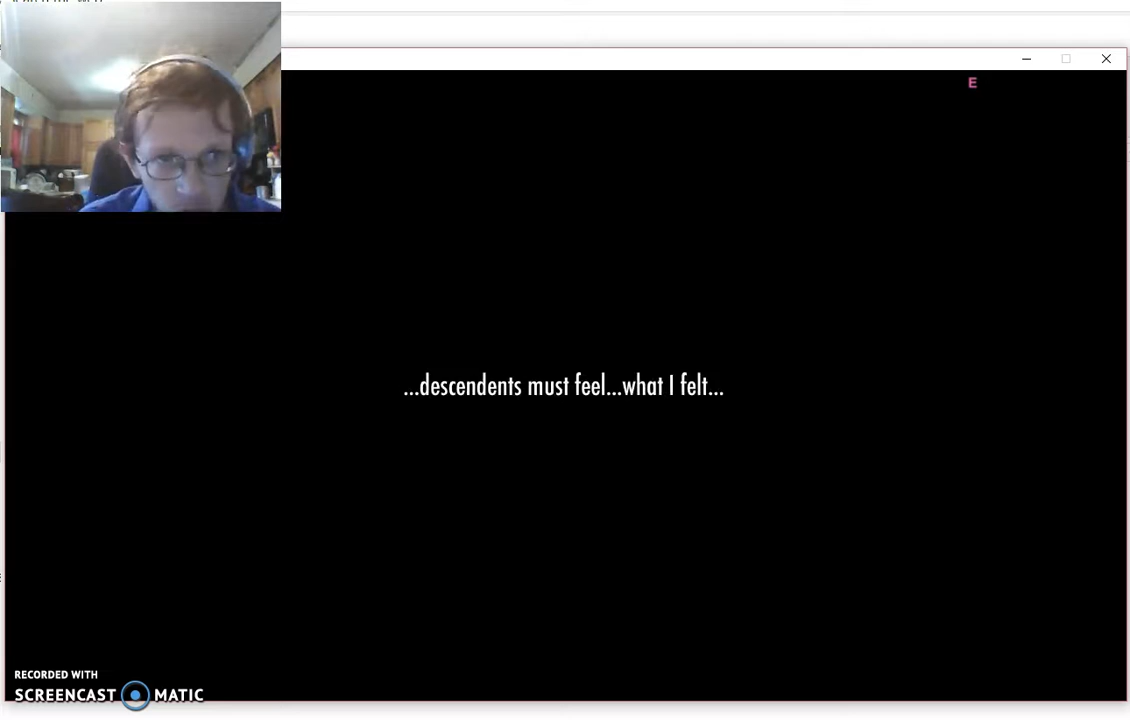 E
...descendents must feel...what I felt...
RECORDED WITH
SCREENCAST MATIC